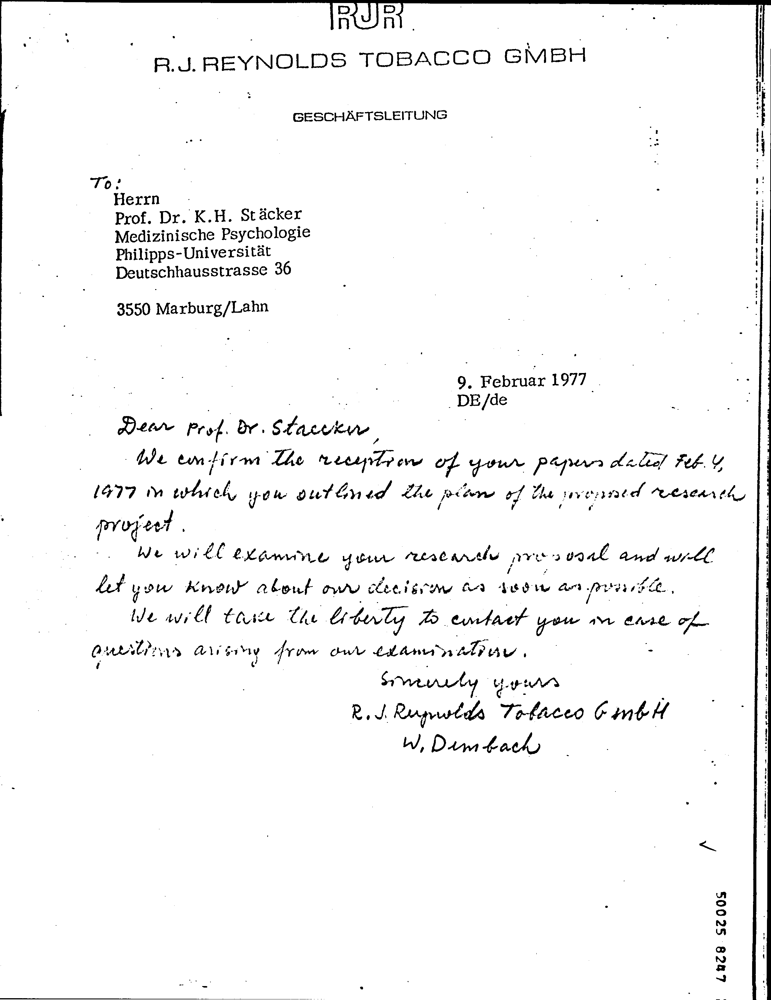 RJR
R.J. REYNOLDS TOBACCO GMBH
GESCHÄFTSLEITUNG
To:
Herrn
Prof. Dr. K.H. Stäcker
Medizinische Psychologie
Philipps-Universität
Deutschhausstrasse 36
3550 Marburg/Lahn
9. Februar 1977
DE/de
Dear Prof. Dr. Staecker,
We confirm the reception of your papers dated Feb. 4,
1977 in which you outlined the plan of the proposed research
project.
We will examine your research proposal and will
let you know about our decision as soon as possible.
We will take the liberty to contact you in case of
questions arising from our examination.
Sincerely yours
R.J. Reynolds Tobacco GmbH
W. Dembach
50025 8247